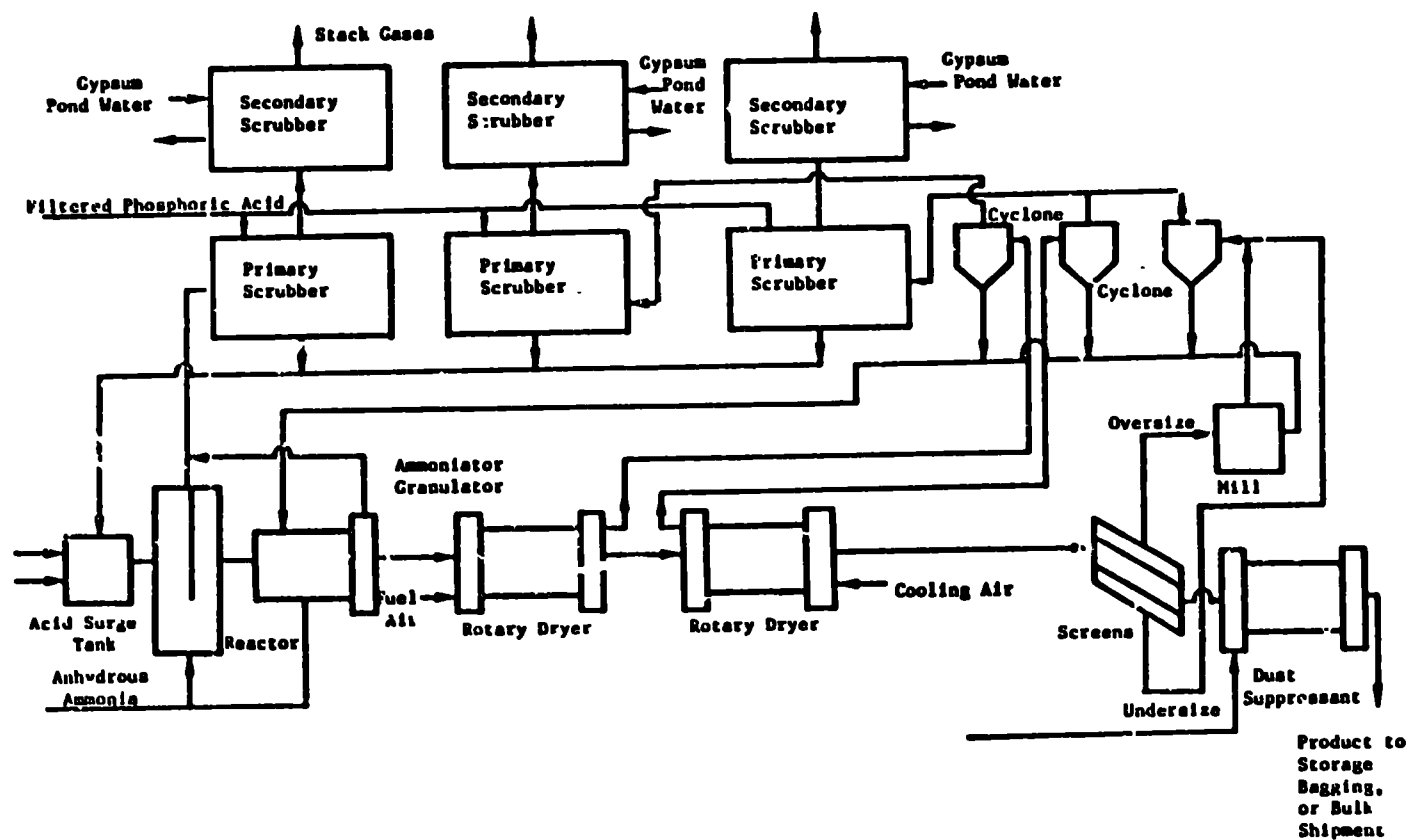 Stack Gases
Gypsum
Pond Water
Secondary
Scrubber
Secondary
Scrubber
Gypsum
Pond
Water
Secondary
Scrubber
Gypsum
Pond Water
Filtered Phosphoric Acid
Primary
Scrubber
Primary
Scrubber
Primary
Scrubber
Cyclone
Cyclone
Oversize
Mill
Ammoniator
Granulator
Acid Surge
Tank
Reactor
Anhydrous
Ammonia
Fuel
Air
Rotary Dryer
Rotary Dryer
Cooling Air
Screens
Undersize
Dust
Suppressant
Product to
Storage
Bagging,
or Bulk
Shipment